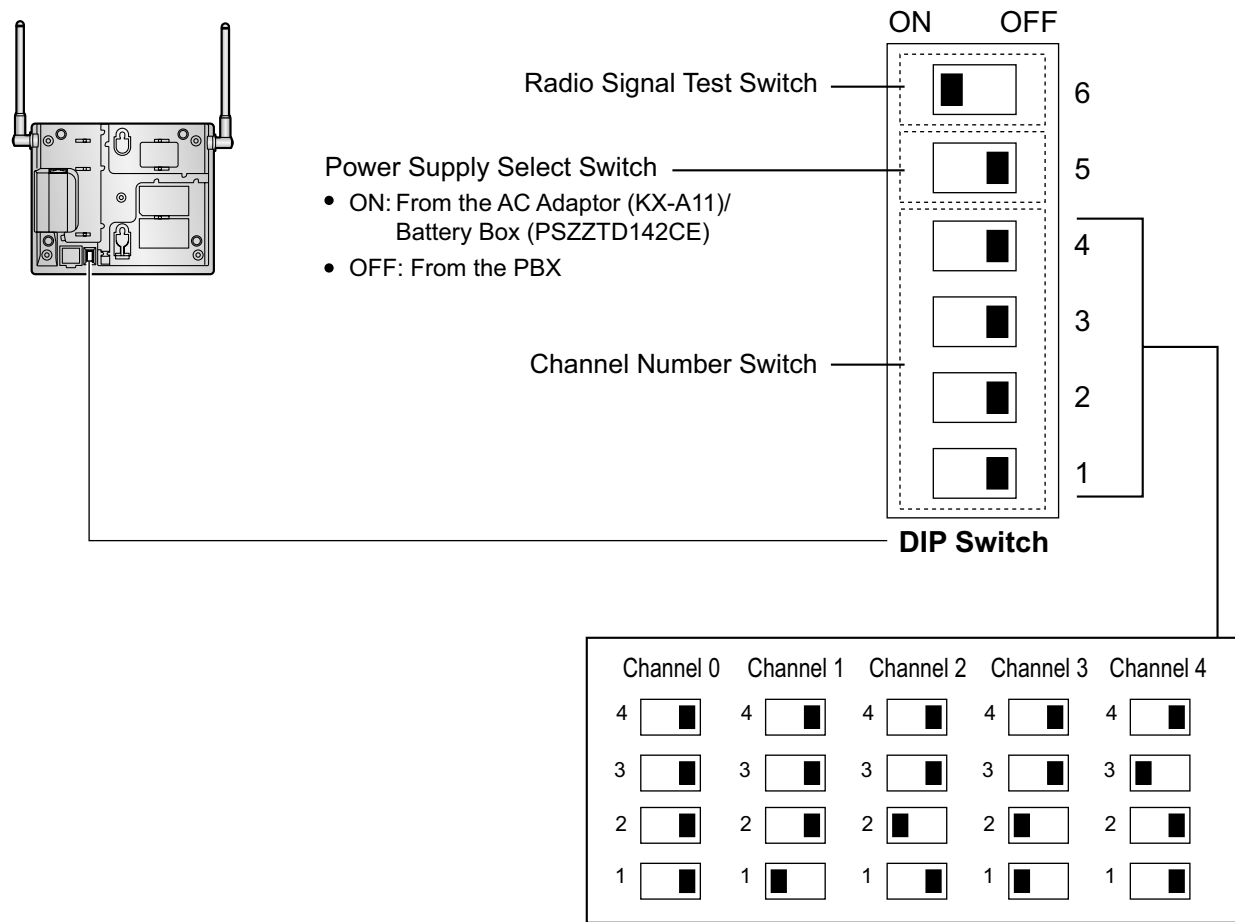 ON OFF
Radio Signal Test Switch
6
Power Supply Select Switch
5
• ON: From the AC Adaptor (KX-A11)/
Battery Box (PSZZTD142CE)
• OFF: From the PBX
4
3
Channel Number Switch
2
1
DIP Switch
Channel 0 Channel 1 Channel 2 Channel 3 Channel 4
4 4 4 4 4
3 3 3 3 3
2 2 2 2 2
1 1 1 1 1